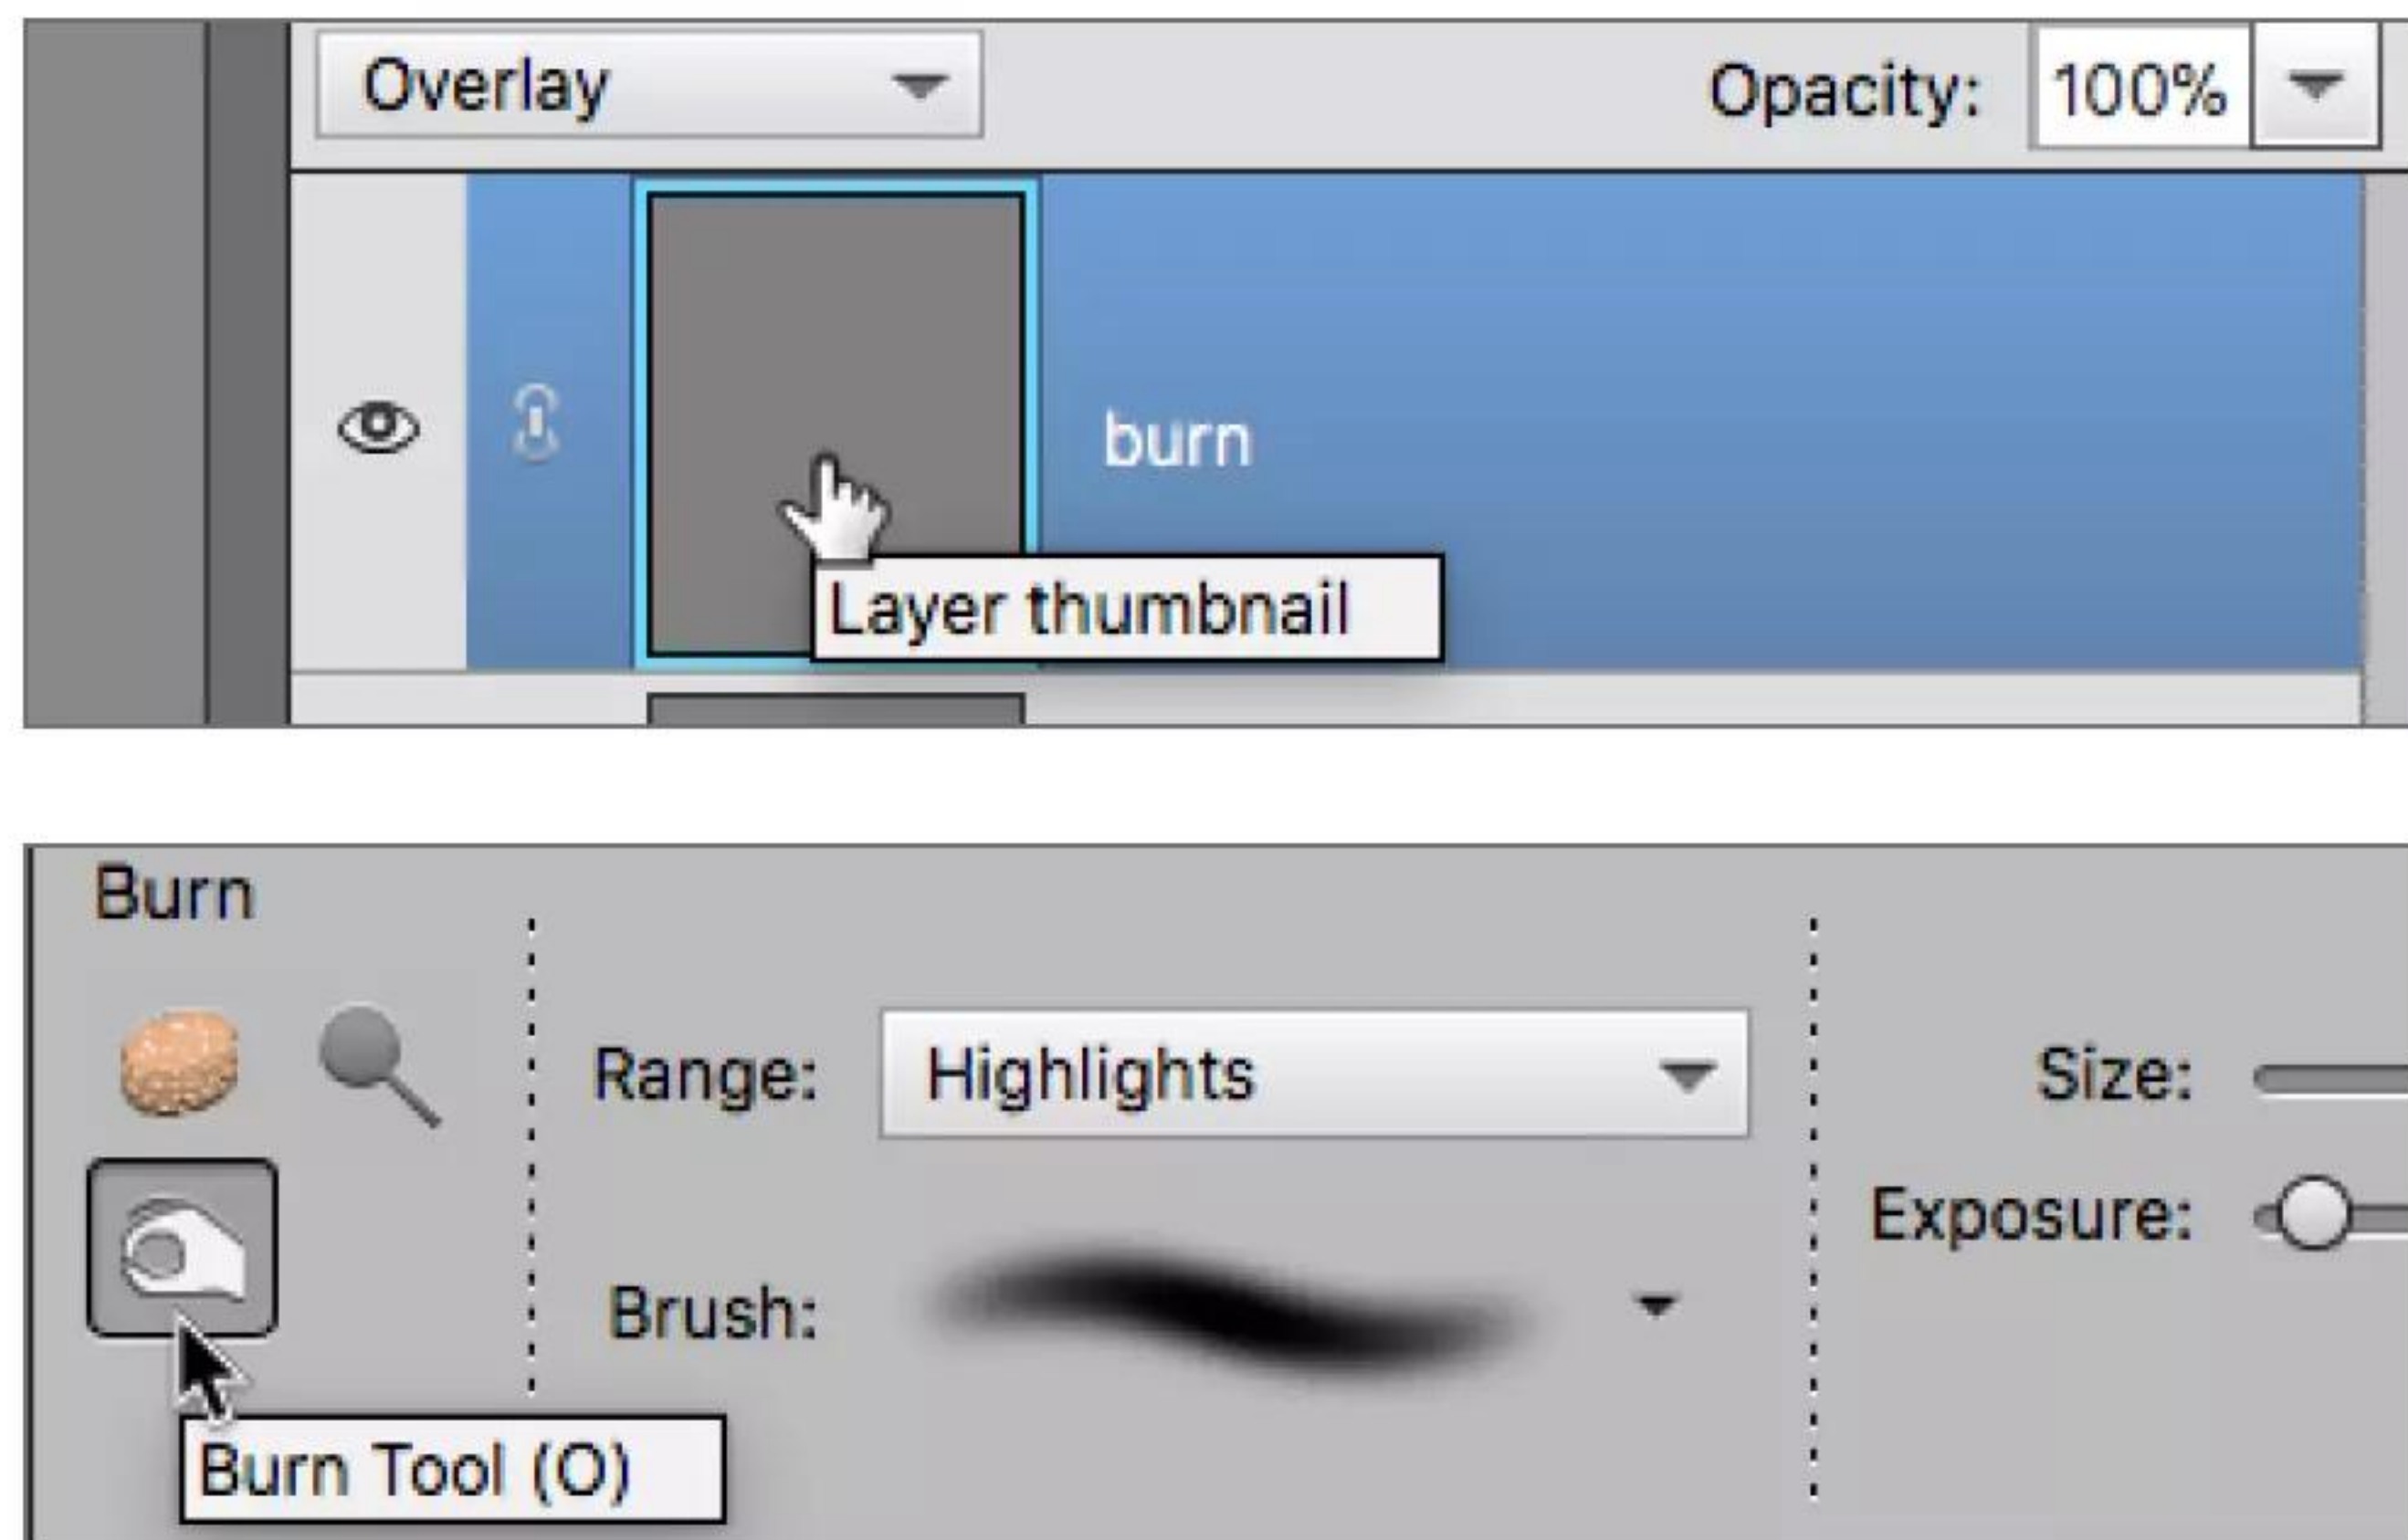 Overlay
Opacity: 100%
burn
Layer thumbnail
Burn
Range: Highlights
Size:
Exposure:
Brush:
Burn Tool (O)